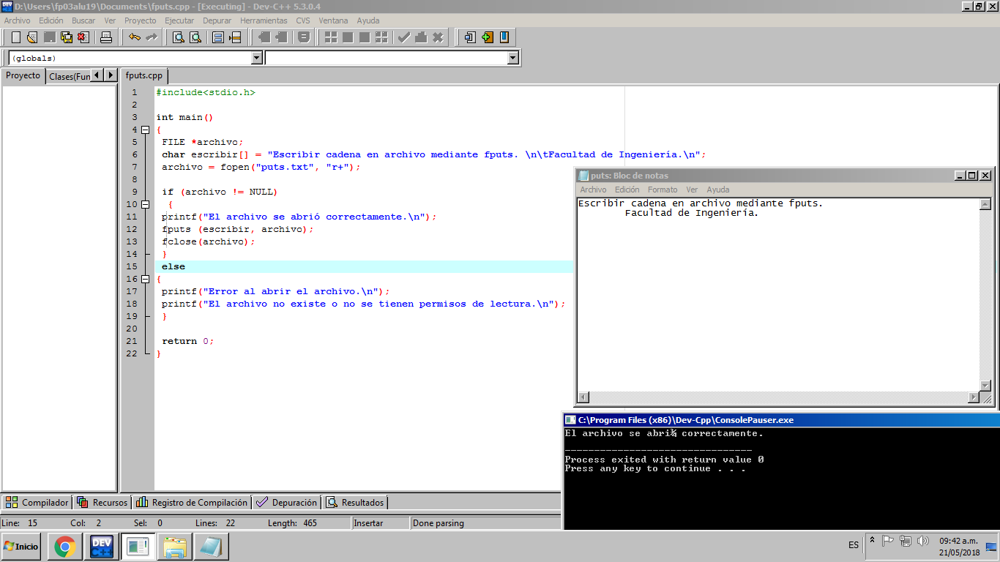 D:\Users\fp03alu19\Documents\fputs.cpp - [Executing] - Dev-C++ 5.3.0.4
Archivo Edición Buscar Ver Proyecto Ejecutar Depurar Herramientas CVS Ventana Ayuda
(globals)
Proyecto Clases(Fun fputs.cpp
1 #include<stdio.h>
2
3 int main()
4 {
5 FILE *archivo;
6 char escribir[] = "Escribir cadena en archivo mediante fputs. \n\tFacultad de Ingeniería.\n";
7 archivo = fopen("puts.txt", "r+");
8
9 if (archivo != NULL)
10 {
11 printf("El archivo se abrió correctamente.\n");
12 fputs (escribir, archivo);
13 fclose(archivo);
14 }
15 else
16 {
17 printf("Error al abrir el archivo.\n");
18 printf("El archivo no existe o no se tienen permisos de lectura.\n");
19 }
20
21 return 0;
22 }
puts: Bloc de notas
Archivo Edición Formato Ver Ayuda
Escribir cadena en archivo mediante fputs.
Facultad de Ingeniería.
C:\Program Files (x86)\Dev-Cpp\ConsolePauser.exe
El archivo se abri¾ correctamente.
--------------------------------
Process exited with return value 0
Press any key to continue . . .
Compilador Recursos Registro de Compilación Depuración Resultados
Line: 15 Col: 2 Sel: 0 Lines: 22 Length: 465 Insertar Done parsing
Inicio DEV C++ ES 09:42 a.m.
21/05/2018